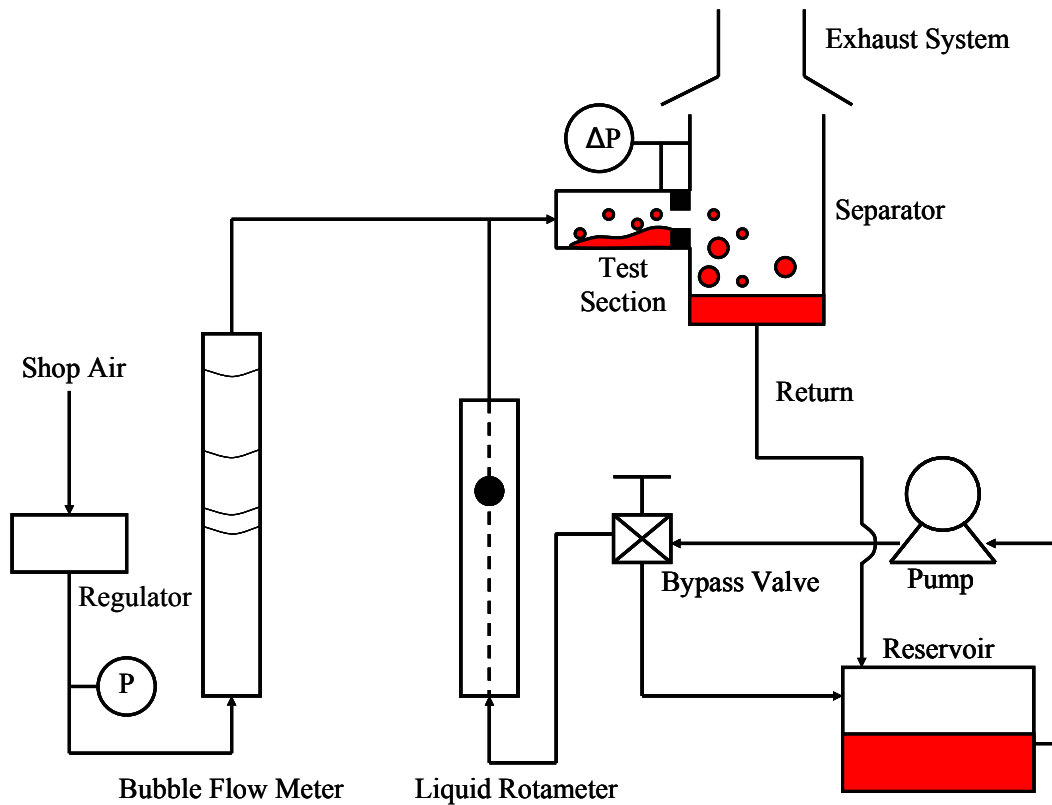 Exhaust System
ΔP
Separator
Test
Section
Shop Air
Return
Regulator
Bypass Valve
Pump
Reservoir
P
Bubble Flow Meter
Liquid Rotameter